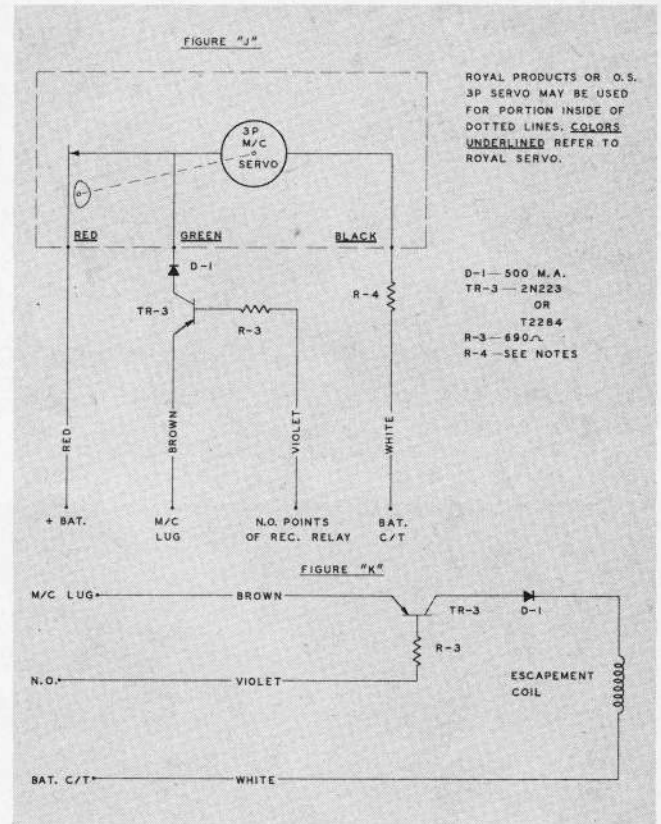 FIGURE "J"
ROYAL PRODUCTS OR O.S.
3P SERVO MAY BE USED
FOR PORTION INSIDE OF
DOTTED LINES. COLORS
UNDERLINED REFER TO
ROYAL SERVO.
3P
M/C
SERVO
RED
GREEN
BLACK
D-1
R-4
TR-3
R-3
D-1—500 M.A.
TR-3—2N223
OR
T2284
R-3—690Ω
R-4—SEE NOTES
RED
BROWN
VIOLET
WHITE
+ BAT.
M/C
LUG
N.O. POINTS
OF REC. RELAY
BAT.
C/T
FIGURE "K"
M/C LUG
BROWN
TR-3
D-1
R-3
N.O.
VIOLET
ESCAPEMENT
COIL
BAT. C/T
WHITE